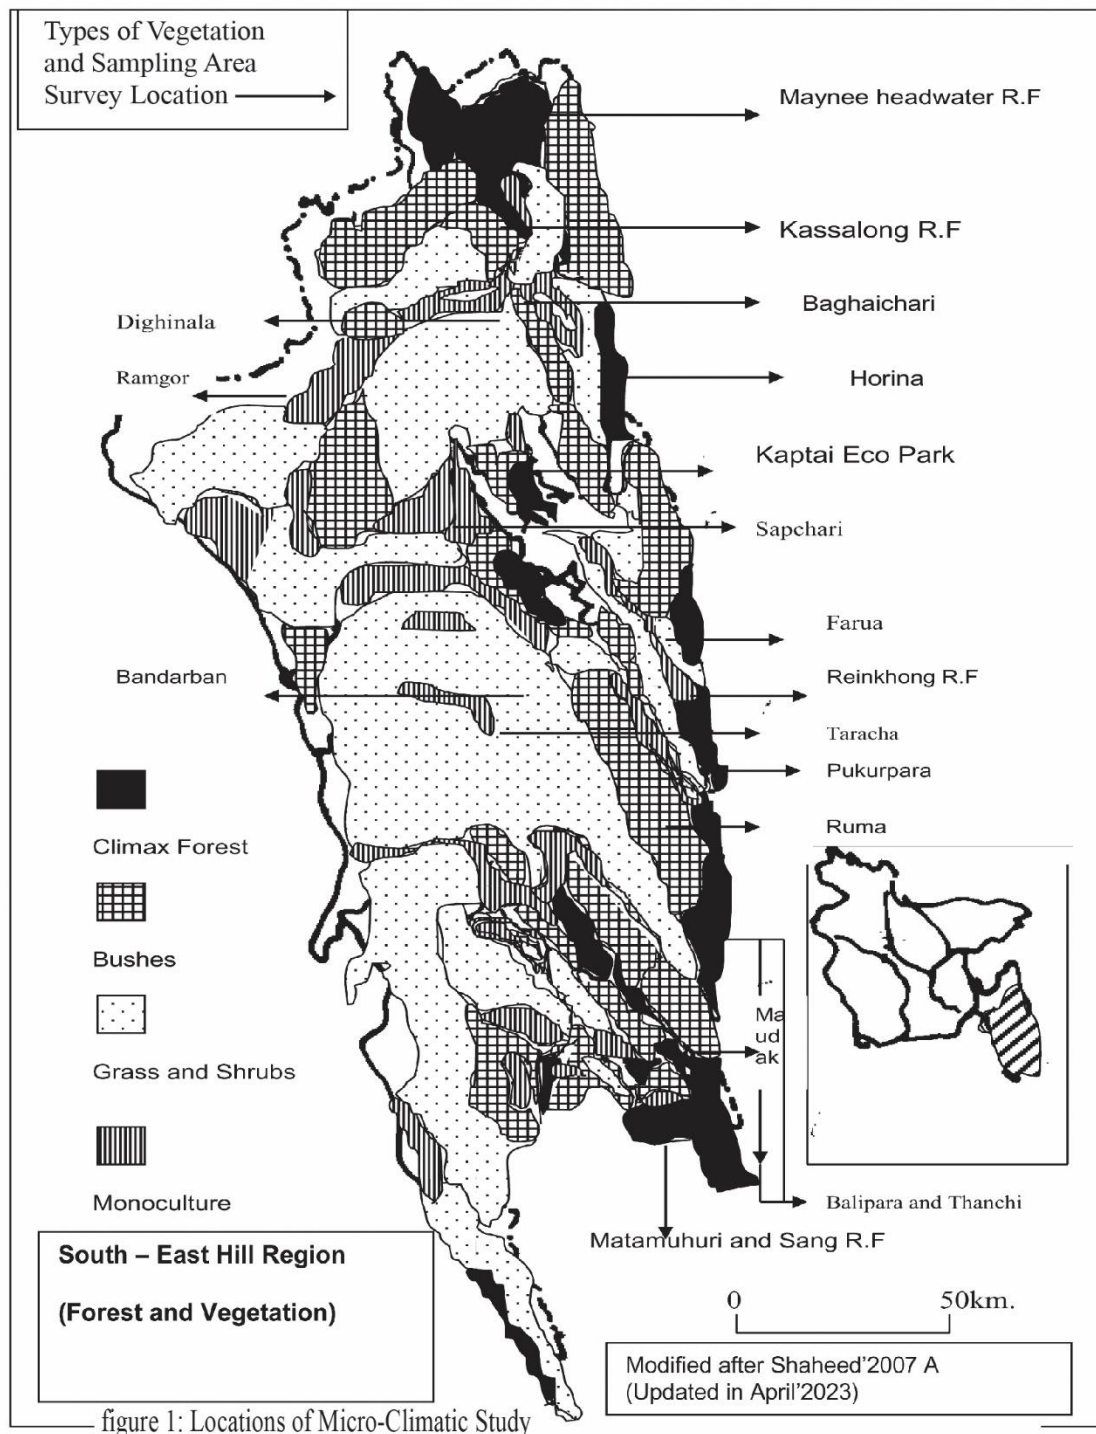 Types of Vegetation
and Sampling Area
Survey Location
Maynee headwater R.F
Kassalong R.F
Baghaichari
Dighinala
Ramgor
Horina
Kaptai Eco Park
Sapchari
Farua
Bandarban
Reinkhong R.F
Taracha
Pukurpara
Ruma
Climax Forest
Bushes
Grass and Shrubs
Monoculture
Ma
ud
ak
Balipara and Thanchi
Matamuhuri and Sang R.F
South – East Hill Region
(Forest and Vegetation)
0 50km.
Modified after Shaheed'2007 A
(Updated in April'2023)
figure 1: Locations of Micro-Climatic Study